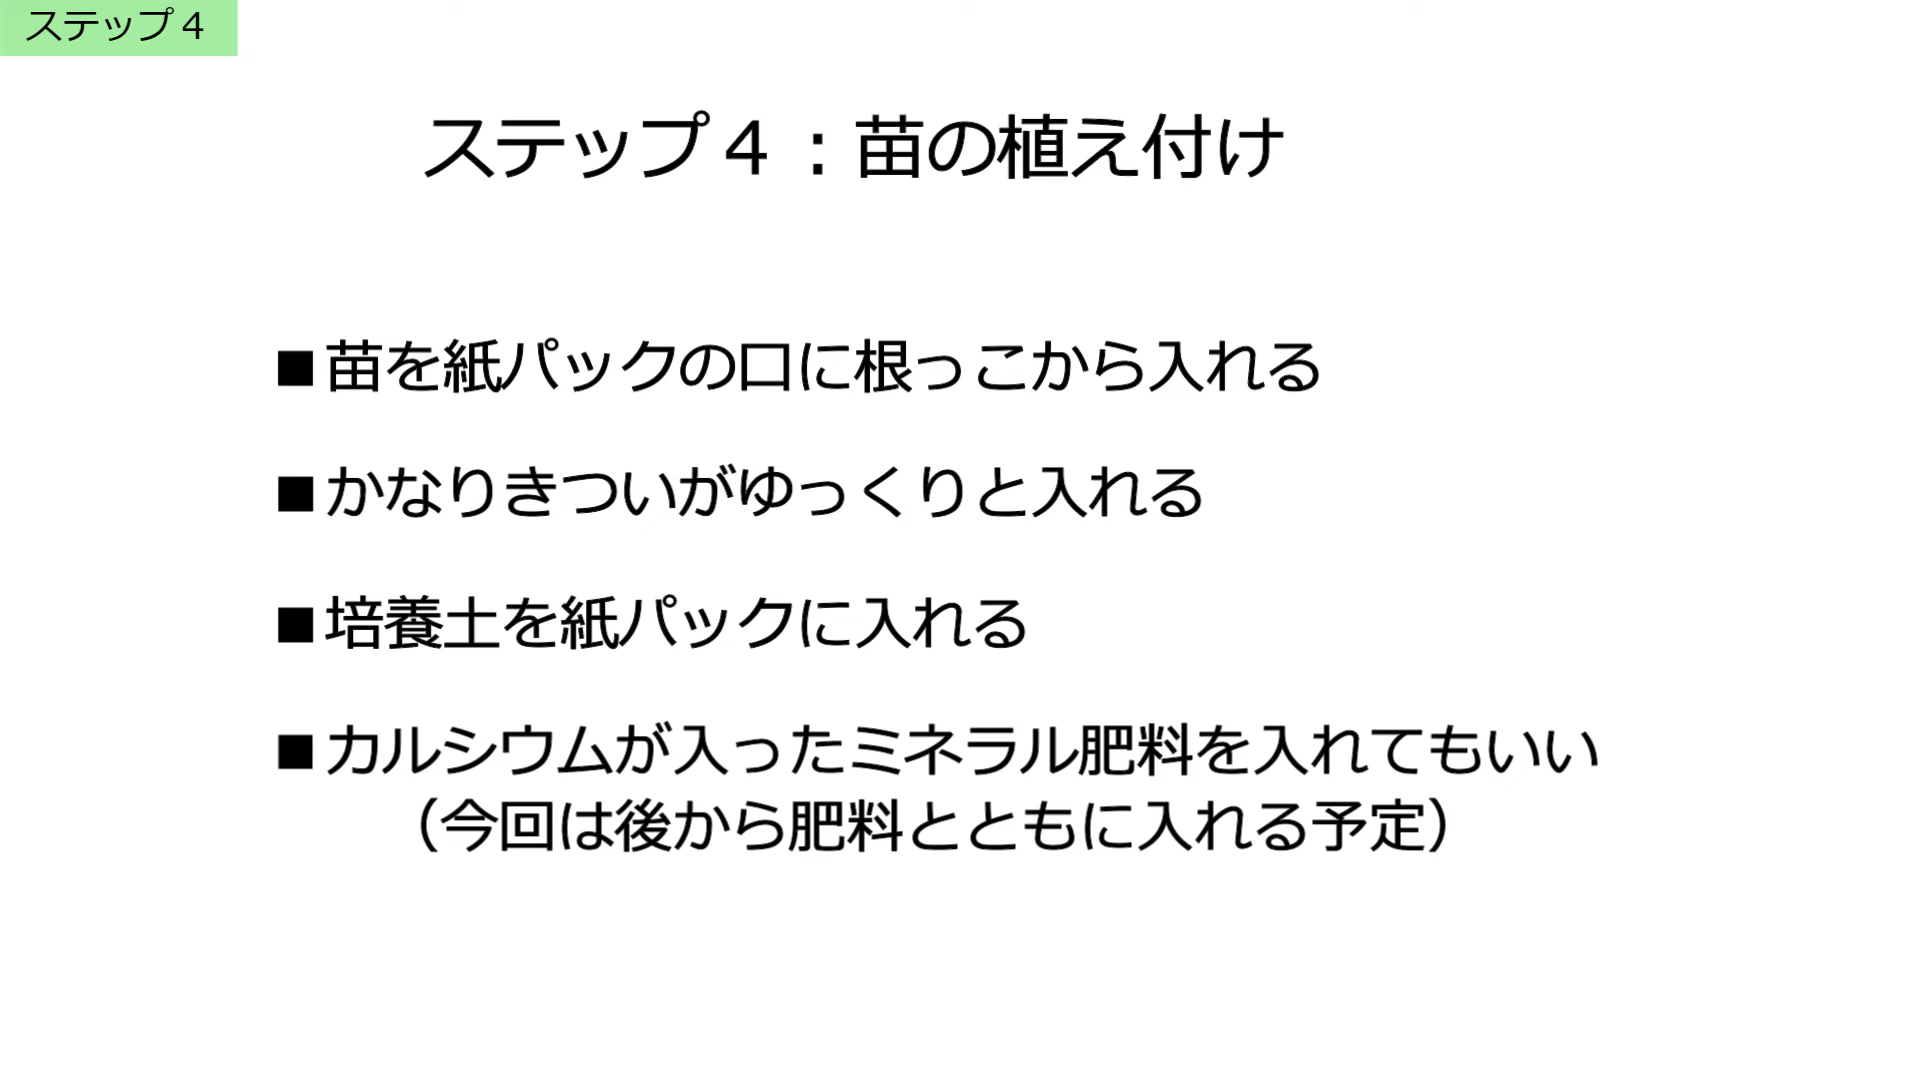 ステップ４
ステップ４：苗の植え付け
■苗を紙パックの口に根っこから入れる
■かなりきついがゆっくりと入れる
■培養土を紙パックに入れる
■カルシウムが入ったミネラル肥料を入れてもいい
（今回は後から肥料とともに入れる予定）